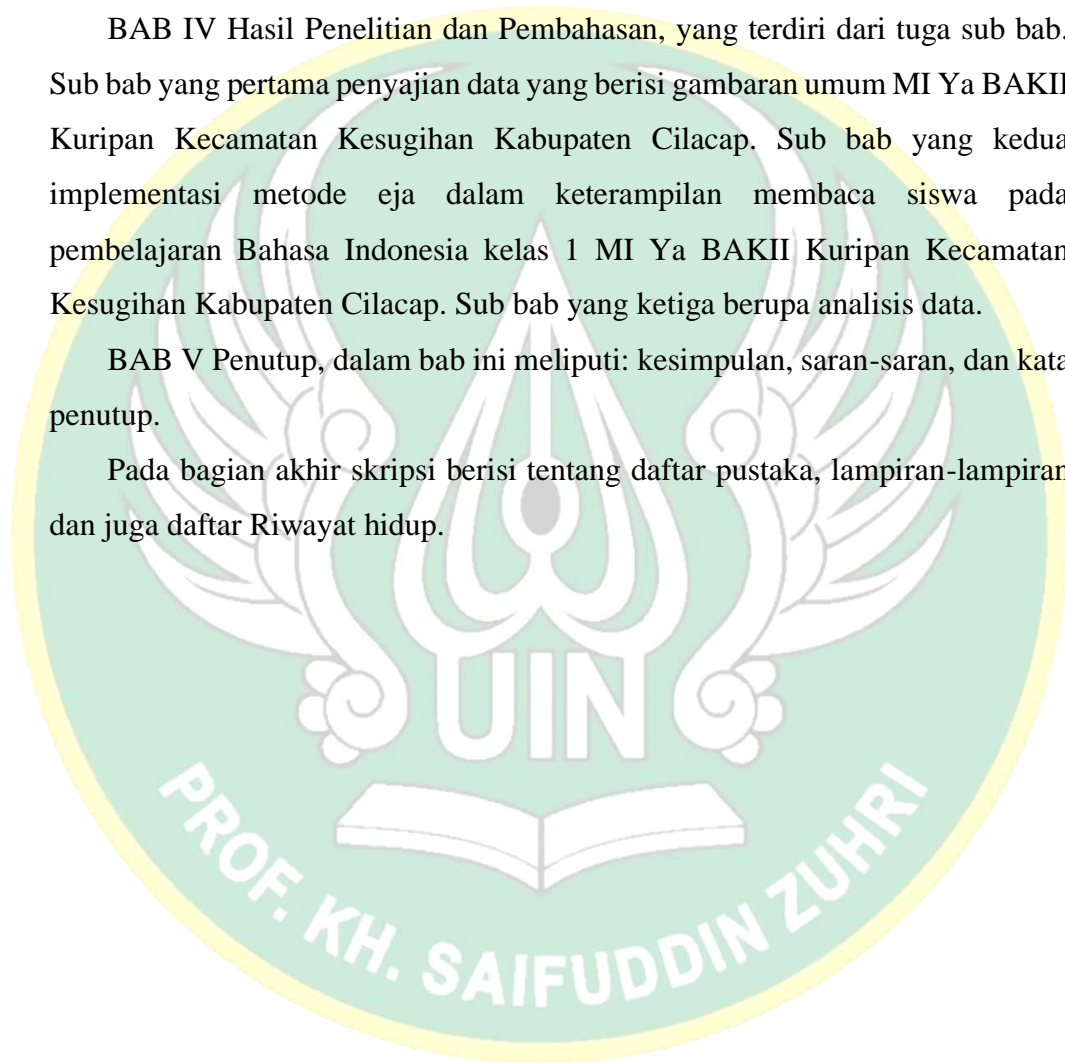 BAB IV Hasil Penelitian dan Pembahasan, yang terdiri dari tuga sub bab.
Sub bab yang pertama penyajian data yang berisi gambaran umum MI Ya BAKII
Kuripan Kecamatan Kesugihan Kabupaten Cilacap. Sub bab yang kedua
implementasi metode eja dalam keterampilan membaca siswa pada
pembelajaran Bahasa Indonesia kelas 1 MI Ya BAKII Kuripan Kecamatan
Kesugihan Kabupaten Cilacap. Sub bab yang ketiga berupa analisis data.
BAB V Penutup, dalam bab ini meliputi: kesimpulan, saran-saran, dan kata
penutup.
Pada bagian akhir skripsi berisi tentang daftar pustaka, lampiran-lampiran
dan juga daftar Riwayat hidup.
UIN
PROF. KH. SAIFUDDIN ZUHRI